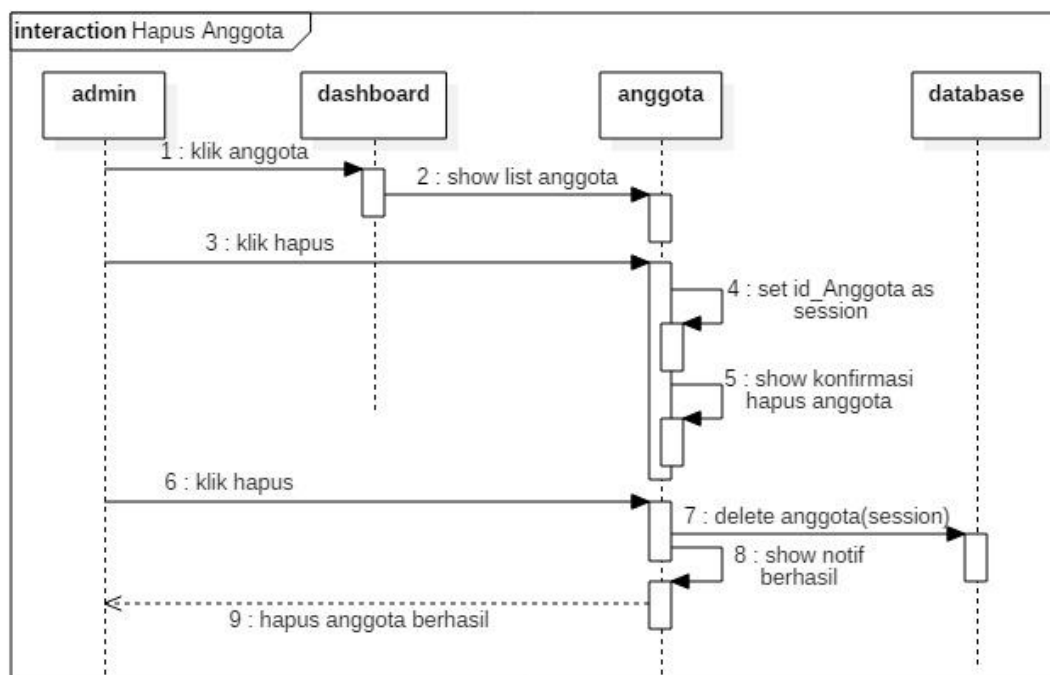 interaction Hapus Anggota
admin
dashboard
anggota
database
1 : klik anggota
2 : show list anggota
3 : klik hapus
4 : set id_Anggota as
session
5 : show konfirmasi
hapus anggota
6 : klik hapus
7 : delete anggota(session)
8 : show notif
berhasil
9 : hapus anggota berhasil